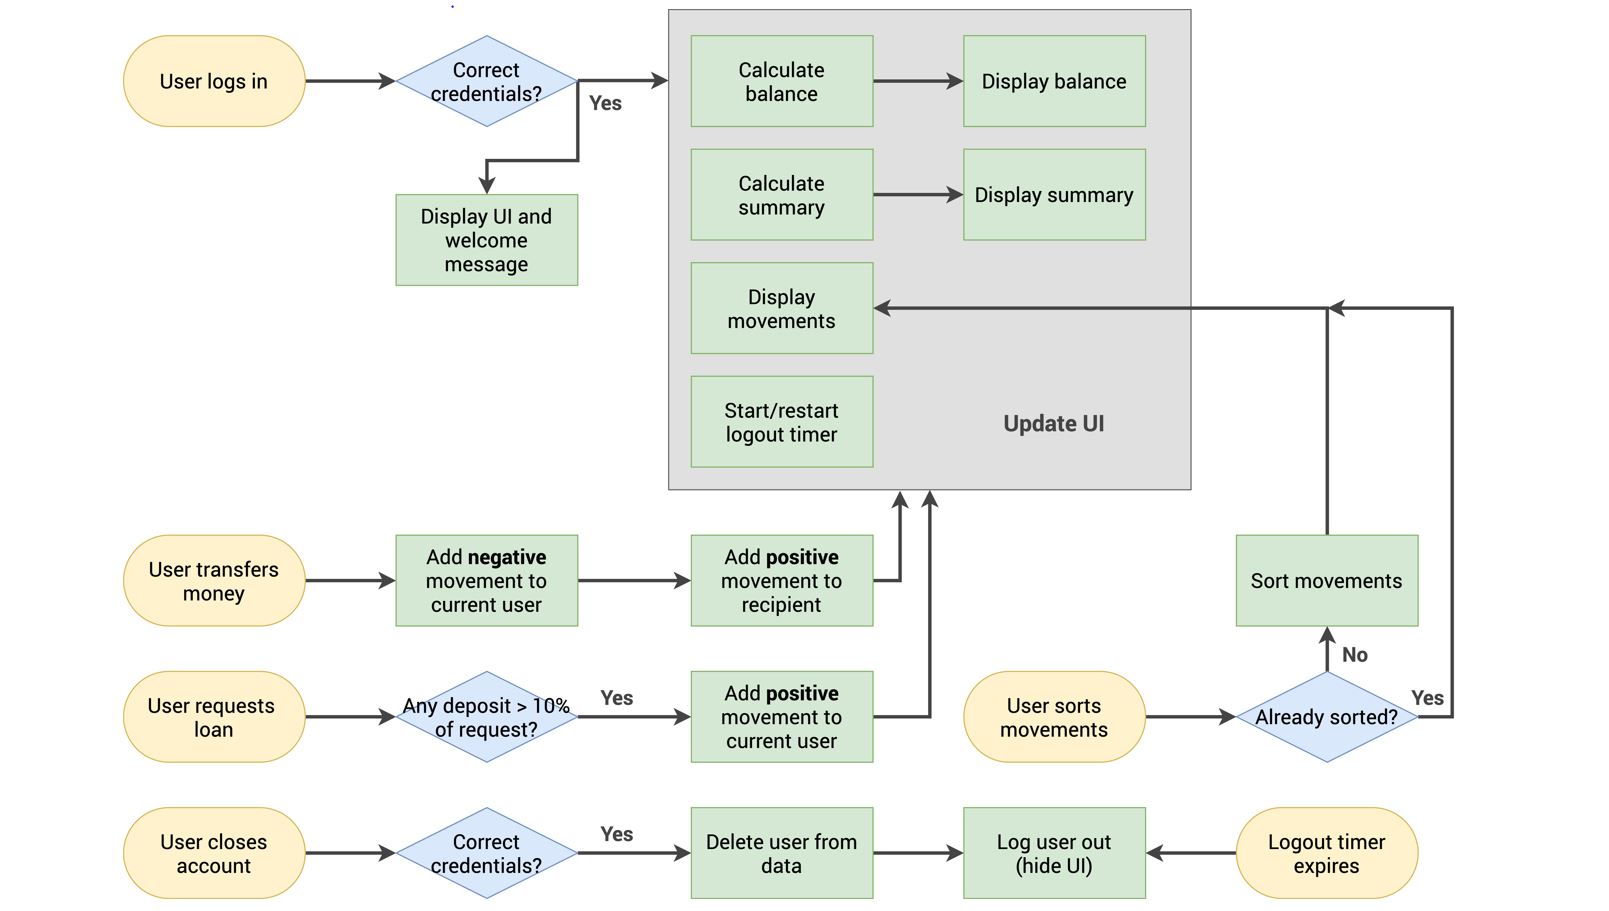 User logs in
Correct
credentials?
Yes
Display UI and
welcome
message
Calculate
balance
Display balance
Calculate
summary
Display summary
Display
movements
Start/restart
logout timer
Update UI
User transfers
money
Add negative
movement to
current user
Add positive
movement to
recipient
Sort movements
No
User requests
loan
Any deposit > 10%
of request?
Yes
Add positive
movement to
current user
User sorts
movements
Already sorted?
Yes
User closes
account
Correct
credentials?
Yes
Delete user from
data
Log user out
(hide UI)
Logout timer
expires